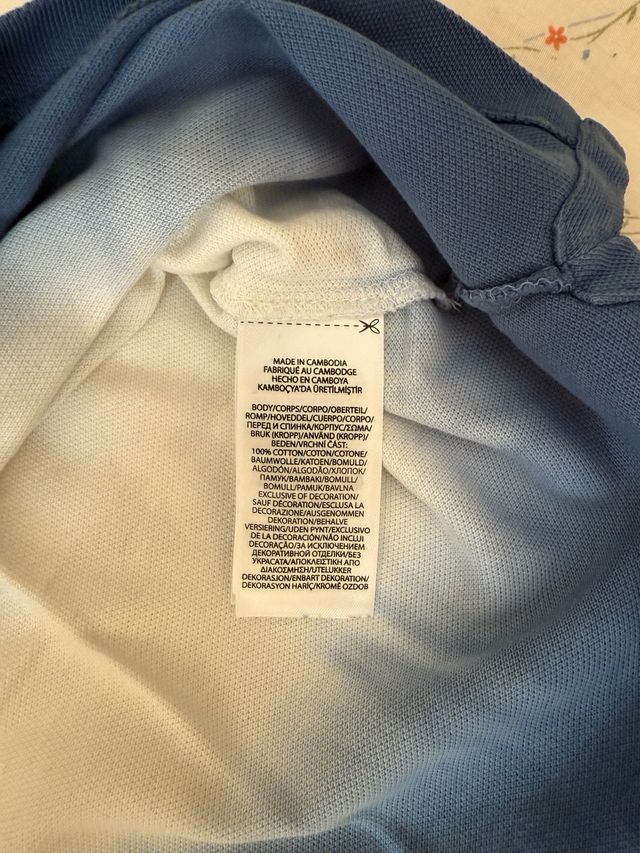 MADE IN CAMBODIA
FABRIQUÉ AU CAMBODGE
HECHO EN CAMBOYA
KAMBOÇYA'DA ÜRETİLMİŞTİR
BODY/CORPS/CORPO/OBERTEIL/
ROMP/HOVEDDEL/CUERPO/CORPO/
ПЕРЕД И СПИНКА/КОРПУС/ΣΩΜΑ/
BRUK (KROPP)/ANVÄND (KROPP)/
BEDEN/VRCHNÍ ČÁST:
100% COTTON/COTON/COTONE/
BAUMWOLLE/KATOEN/BOMULD/
ALGODÓN/ALGODÃO/ХЛОПОК/
ПАМУК/ΒΑΜΒΑΚΙ/BOMULL/
BOMULL/PAMUK/BAVLNA
EXCLUSIVE OF DECORATION/
SAUF DÉCORATION/ESCLUSA LA
DECORAZIONE/AUSGENOMMEN
DEKORATION/BEHALVE
VERSIERING/UDEN PYNT/EXCLUSIVO
DE LA DECORACIÓN/NÃO INCLUI
DECORAÇÃO/ЗА ИСКЛЮЧЕНИЕМ
ДЕКОРАТИВНОЙ ОТДЕЛКИ/БЕЗ
УКРАСАТА/ΑΠΟΚΛΕΙΣΤΙΚΗ ΑΠΟ
ΔΙΑΚΟΣΜΗΣΗ/UTELUKKER
DEKORASJON/ENBART DEKORATION/
DEKORASYON HARİÇ/KROMĚ OZDOB